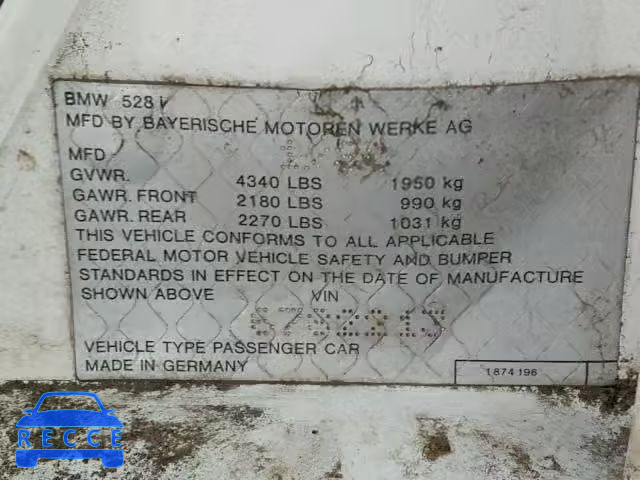 BMW 528 i
MFD BY BAYERISCHE MOTOREN WERKE AG
MFD
GVWR. 4340 LBS 1950 kg
GAWR. FRONT 2180 LBS 990 kg
GAWR. REAR 2270 LBS 1031 kg
THIS VEHICLE CONFORMS TO ALL APPLICABLE
FEDERAL MOTOR VEHICLE SAFETY AND BUMPER
STANDARDS IN EFFECT ON THE DATE OF MANUFACTURE
SHOWN ABOVE VIN
VEHICLE TYPE PASSENGER CAR
MADE IN GERMANY
1 874 196
RECCE